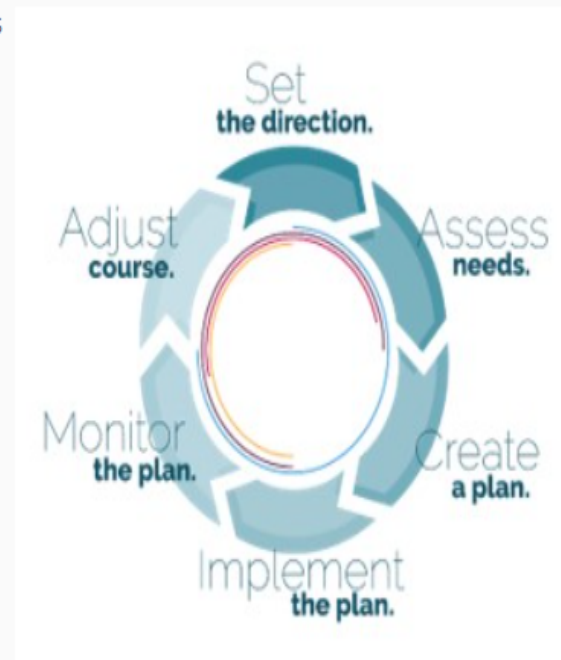 s
Set
the direction.
Assess
needs.
Create
a plan.
Implement
the plan.
Monitor
the plan.
Adjust
course.